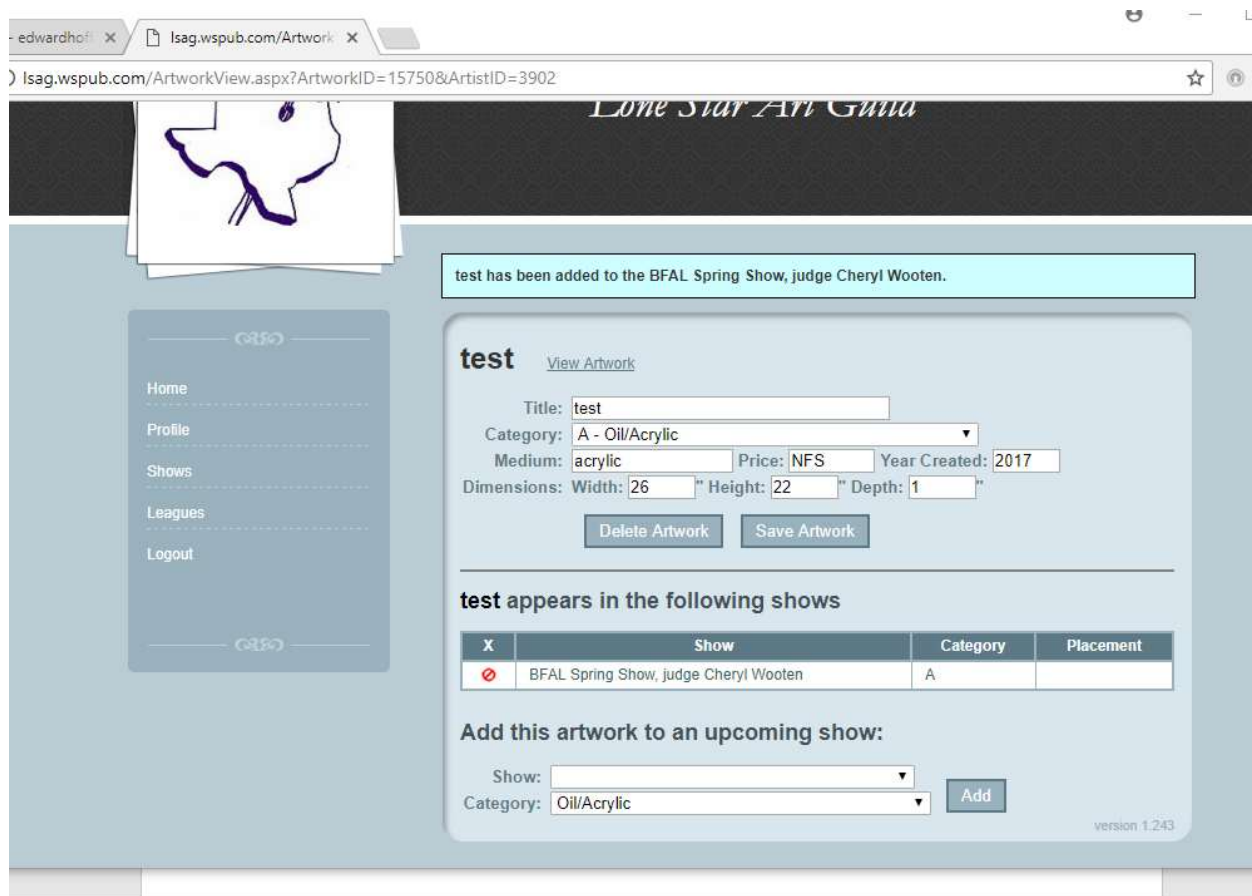 - edwardhof
lsag.wspub.com/Artwork
lsag.wspub.com/ArtworkView.aspx?ArtworkID=15750&ArtistID=3902
Lone Star Art Guild
test has been added to the BFAL Spring Show, judge Cheryl Wooten.
Home
Profile
Shows
Leagues
Logout
test View Artwork
Title: test
Category: A - Oil/Acrylic
Medium: acrylic Price: NFS Year Created: 2017
Dimensions: Width: 26 " Height: 22 " Depth: 1 "
Delete Artwork Save Artwork
test appears in the following shows
X Show Category Placement
BFAL Spring Show, judge Cheryl Wooten A
Add this artwork to an upcoming show:
Show:
Category: Oil/Acrylic Add
version 1.243